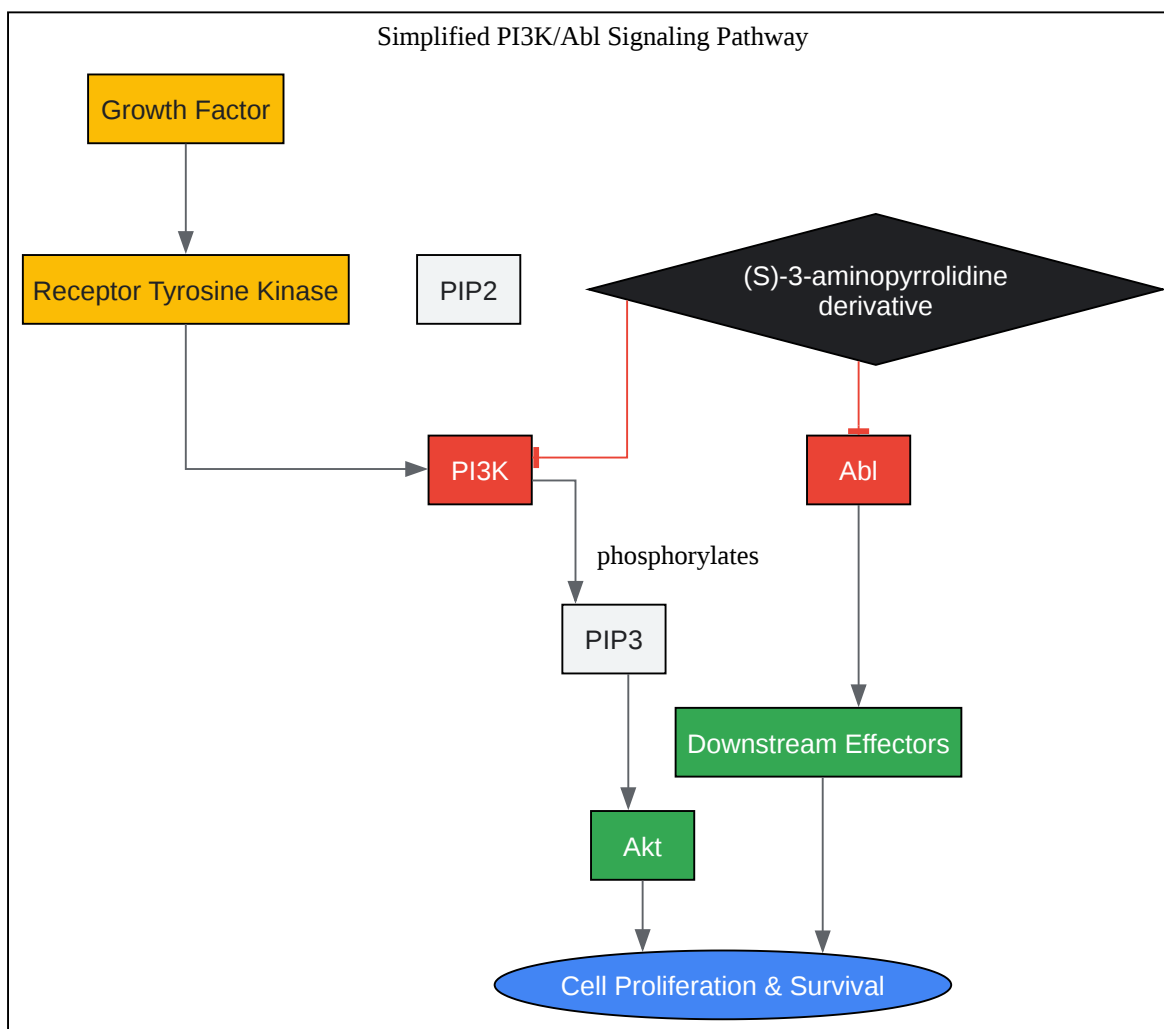 Simplified PI3K/Abl Signaling Pathway
Growth Factor
Receptor Tyrosine Kinase
PIP2
(S)-3-aminopyrrolidine
derivative
PI3K
Abl
phosphorylates
PIP3
Downstream Effectors
Akt
Cell Proliferation & Survival